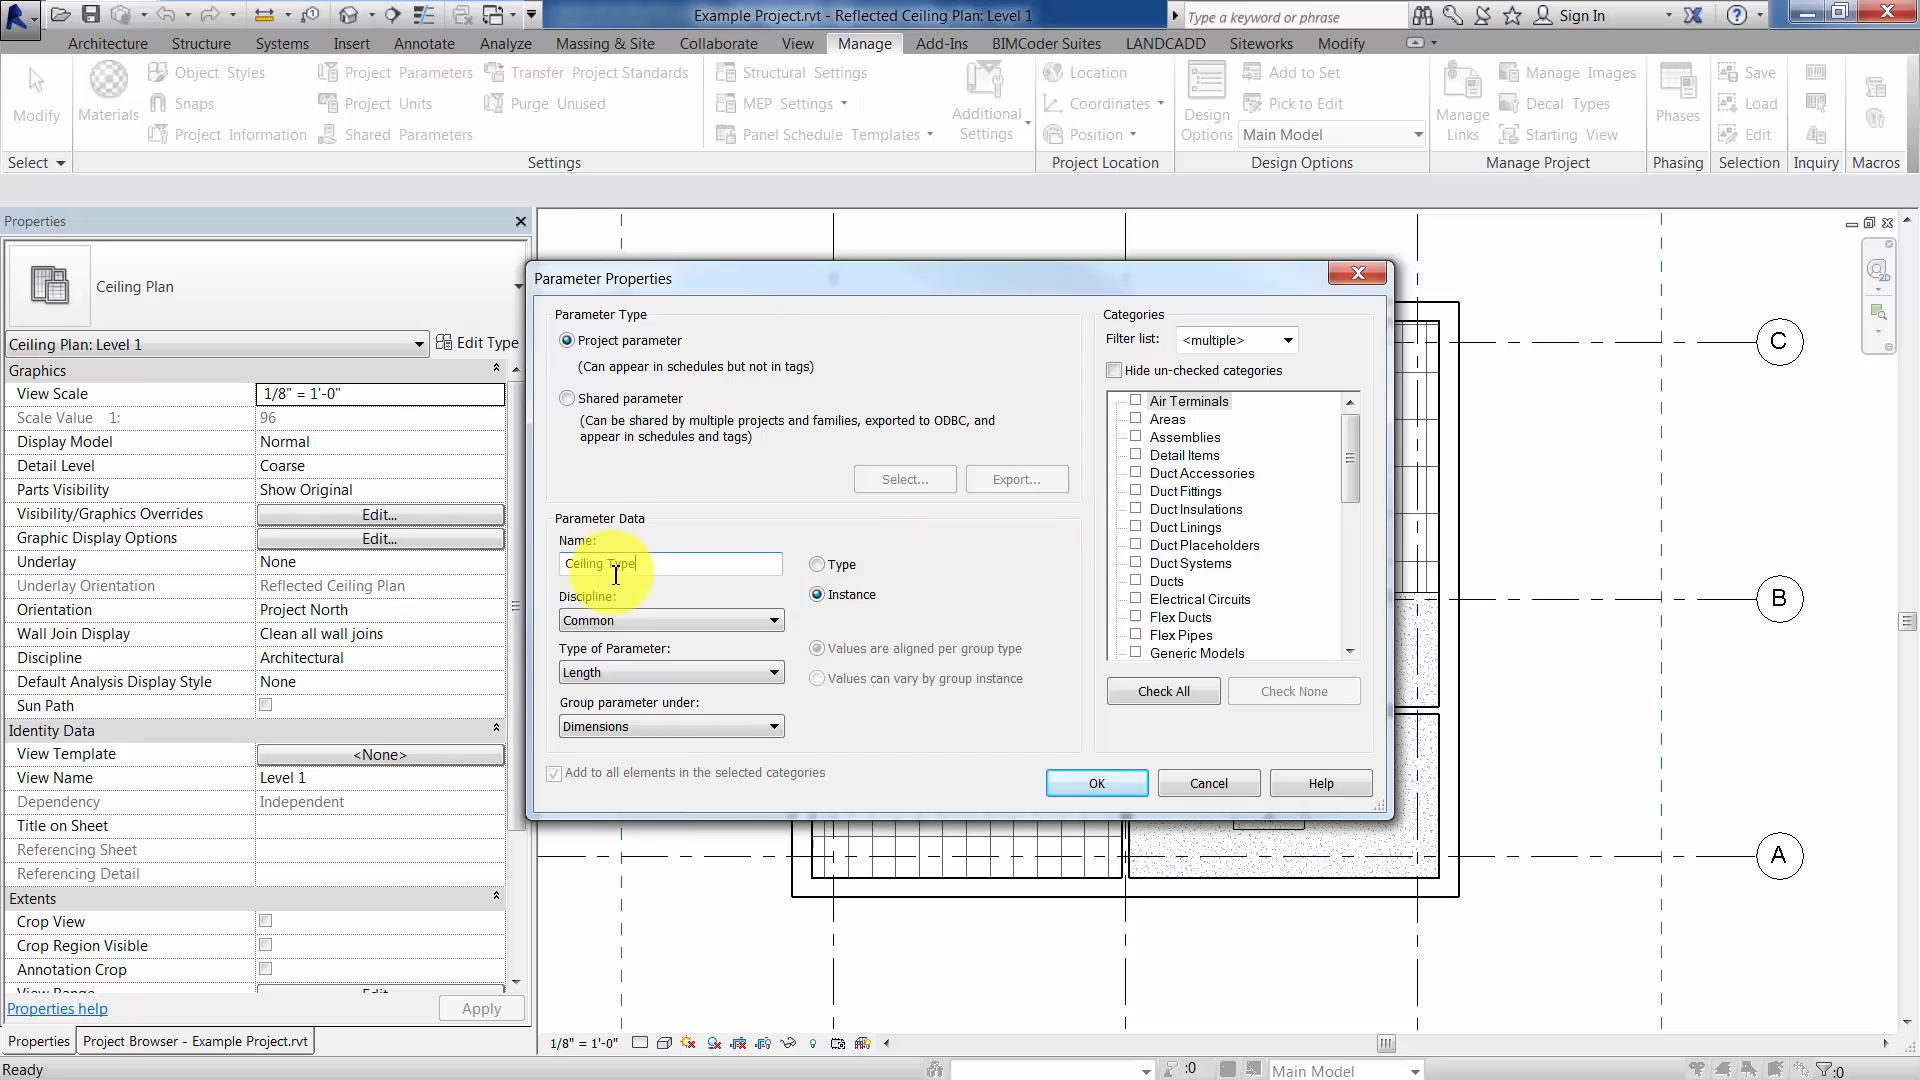 Example Project.rvt - Reflected Ceiling Plan: Level 1
Type a keyword or phrase
Sign In
Architecture Structure Systems Insert Annotate Analyze Massing & Site Collaborate View Manage Add-Ins BIMCoder Suites LANDCADD Siteworks Modify
Modify
Materials
Object Styles
Snaps
Project Information
Project Parameters
Project Units
Shared Parameters
Transfer Project Standards
Purge Unused
Structural Settings
MEP Settings
Panel Schedule Templates
Additional
Settings
Location
Coordinates
Position
Design
Options
Add to Set
Pick to Edit
Main Model
Manage
Links
Manage Images
Decal Types
Starting View
Phases
Save
Load
Edit
Select
Settings
Project Location
Design Options
Manage Project
Phasing
Selection
Inquiry
Macros
Properties
Ceiling Plan
Ceiling Plan: Level 1
Edit Type
Graphics
View Scale 1/8" = 1'-0"
Scale Value 1: 96
Display Model Normal
Detail Level Coarse
Parts Visibility Show Original
Visibility/Graphics Overrides Edit...
Graphic Display Options Edit...
Underlay None
Underlay Orientation Reflected Ceiling Plan
Orientation Project North
Wall Join Display Clean all wall joins
Discipline Architectural
Default Analysis Display Style None
Sun Path
Identity Data
View Template <None>
View Name Level 1
Dependency Independent
Title on Sheet
Referencing Sheet
Referencing Detail
Extents
Crop View
Crop Region Visible
Annotation Crop
View Range Edit...
Properties help
Apply
Properties
Project Browser - Example Project.rvt
Ready
Parameter Properties
Parameter Type
Project parameter
(Can appear in schedules but not in tags)
Shared parameter
(Can be shared by multiple projects and families, exported to ODBC, and
appear in schedules and tags)
Select...
Export...
Parameter Data
Name:
Ceiling Type
Discipline:
Common
Type of Parameter:
Length
Group parameter under:
Dimensions
Type
Instance
Values are aligned per group type
Values can vary by group instance
Add to all elements in the selected categories
Categories
Filter list: <multiple>
Hide un-checked categories
Air Terminals
Areas
Assemblies
Detail Items
Duct Accessories
Duct Fittings
Duct Insulations
Duct Linings
Duct Placeholders
Duct Systems
Ducts
Electrical Circuits
Flex Ducts
Flex Pipes
Generic Models
Check All
Check None
OK
Cancel
Help
C
B
A
1/8" = 1'-0"
:0
Main Model
:0